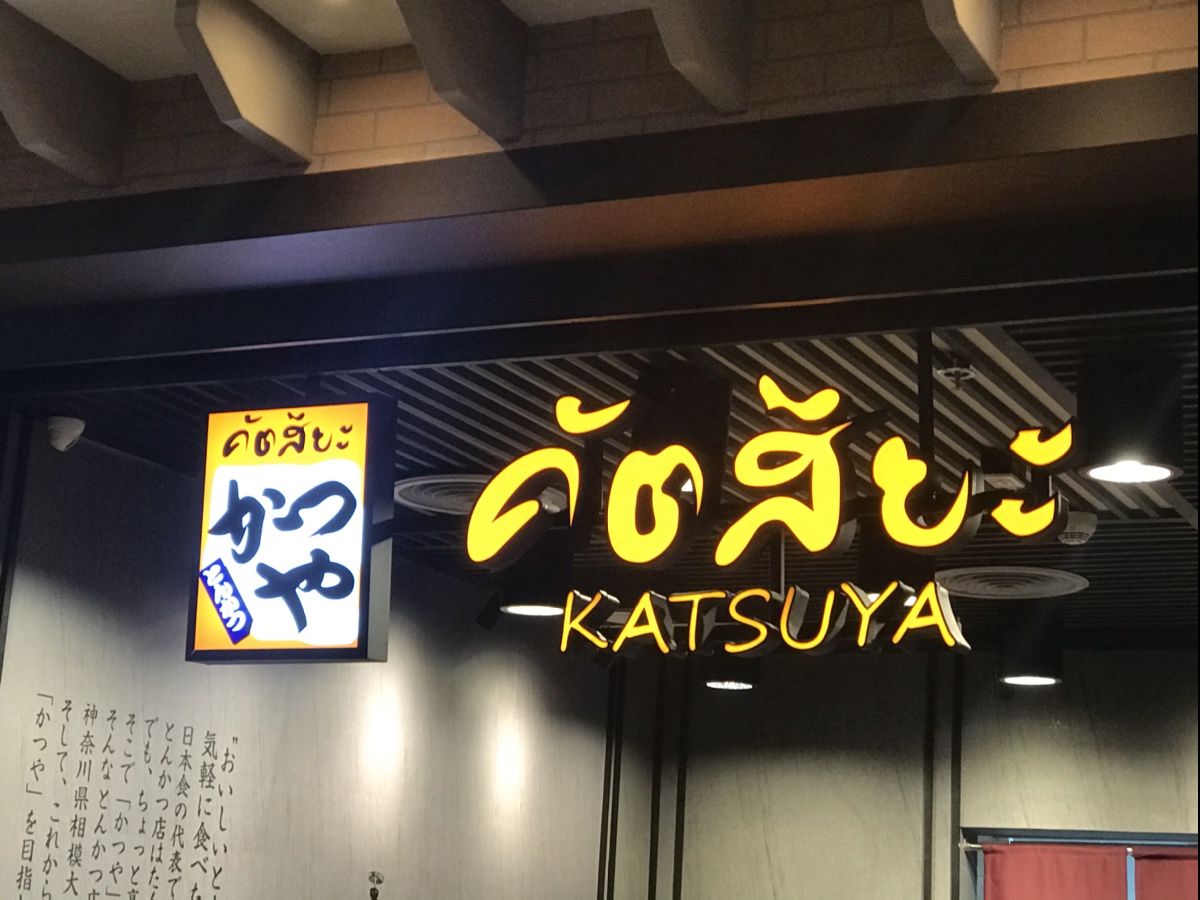 คัตสึยะ
かつや
とんかつ
คัตสึยะ
KATSUYA
"おいしいと
気軽に食べた
日本食の代表で
とんかつ店はたく
でも、ちょっと高
そこで「かつや」
そんなとんかつ店
神奈川県相模大
そして、これから
「かつや」を目指し